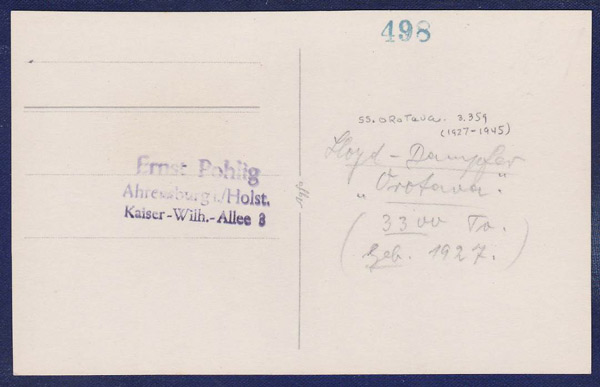 498
ss. oRoTava. 3.359
(1927-1945)
Lloyd-Dampfer
"Orotava."
(3300 To.
geb. 1927.)
Ernst Pohlig
Ahrensburg i/Holst.
Kaiser-Wilh.-Allee 3